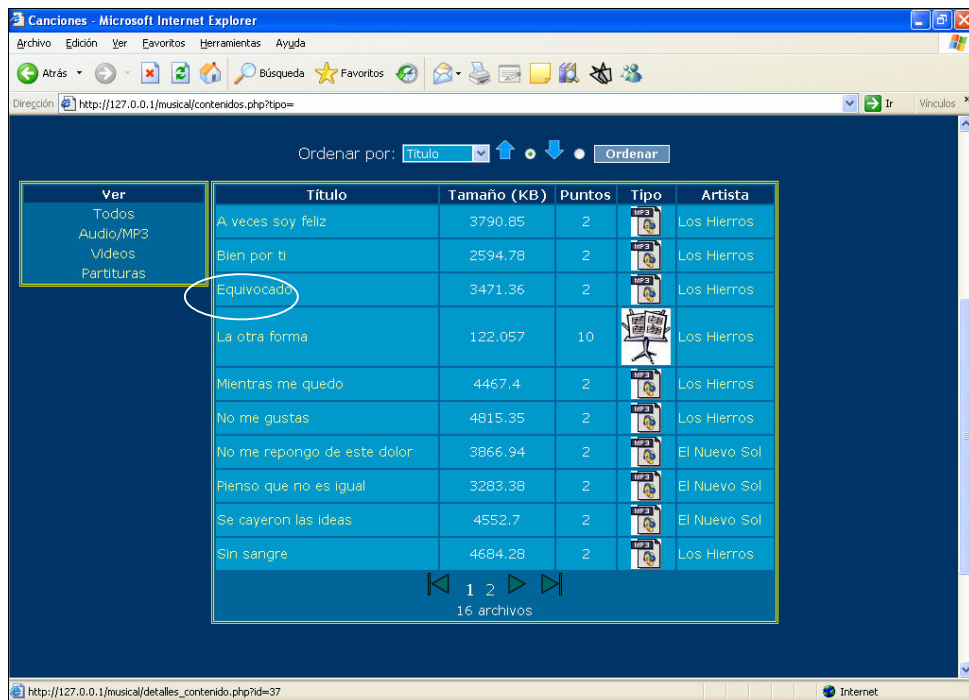 Canciones - Microsoft Internet Explorer
Archivo Edición Ver Favoritos Herramientas Ayuda
Atrás Búsqueda Favoritos
Dirección http://127.0.0.1/musical/contenidos.php?tipo= Ir Vínculos »
Ordenar por: Título Ordenar
Ver
Todos
Audio/MP3
Videos
Partituras
Título Tamaño (KB) Puntos Tipo Artista
A veces soy feliz 3790.85 2 MP3 Los Hierros
Bien por ti 2594.78 2 MP3 Los Hierros
Equivocado 3471.36 2 MP3 Los Hierros
La otra forma 122.057 10 Los Hierros
Mientras me quedo 4467.4 2 MP3 Los Hierros
No me gustas 4815.35 2 MP3 Los Hierros
No me repongo de este dolor 3866.94 2 MP3 El Nuevo Sol
Pienso que no es igual 3283.38 2 MP3 El Nuevo Sol
Se cayeron las ideas 4552.7 2 MP3 El Nuevo Sol
Sin sangre 4684.28 2 MP3 Los Hierros
1 2
16 archivos
http://127.0.0.1/musical/detalles_contenido.php?id=37 Internet